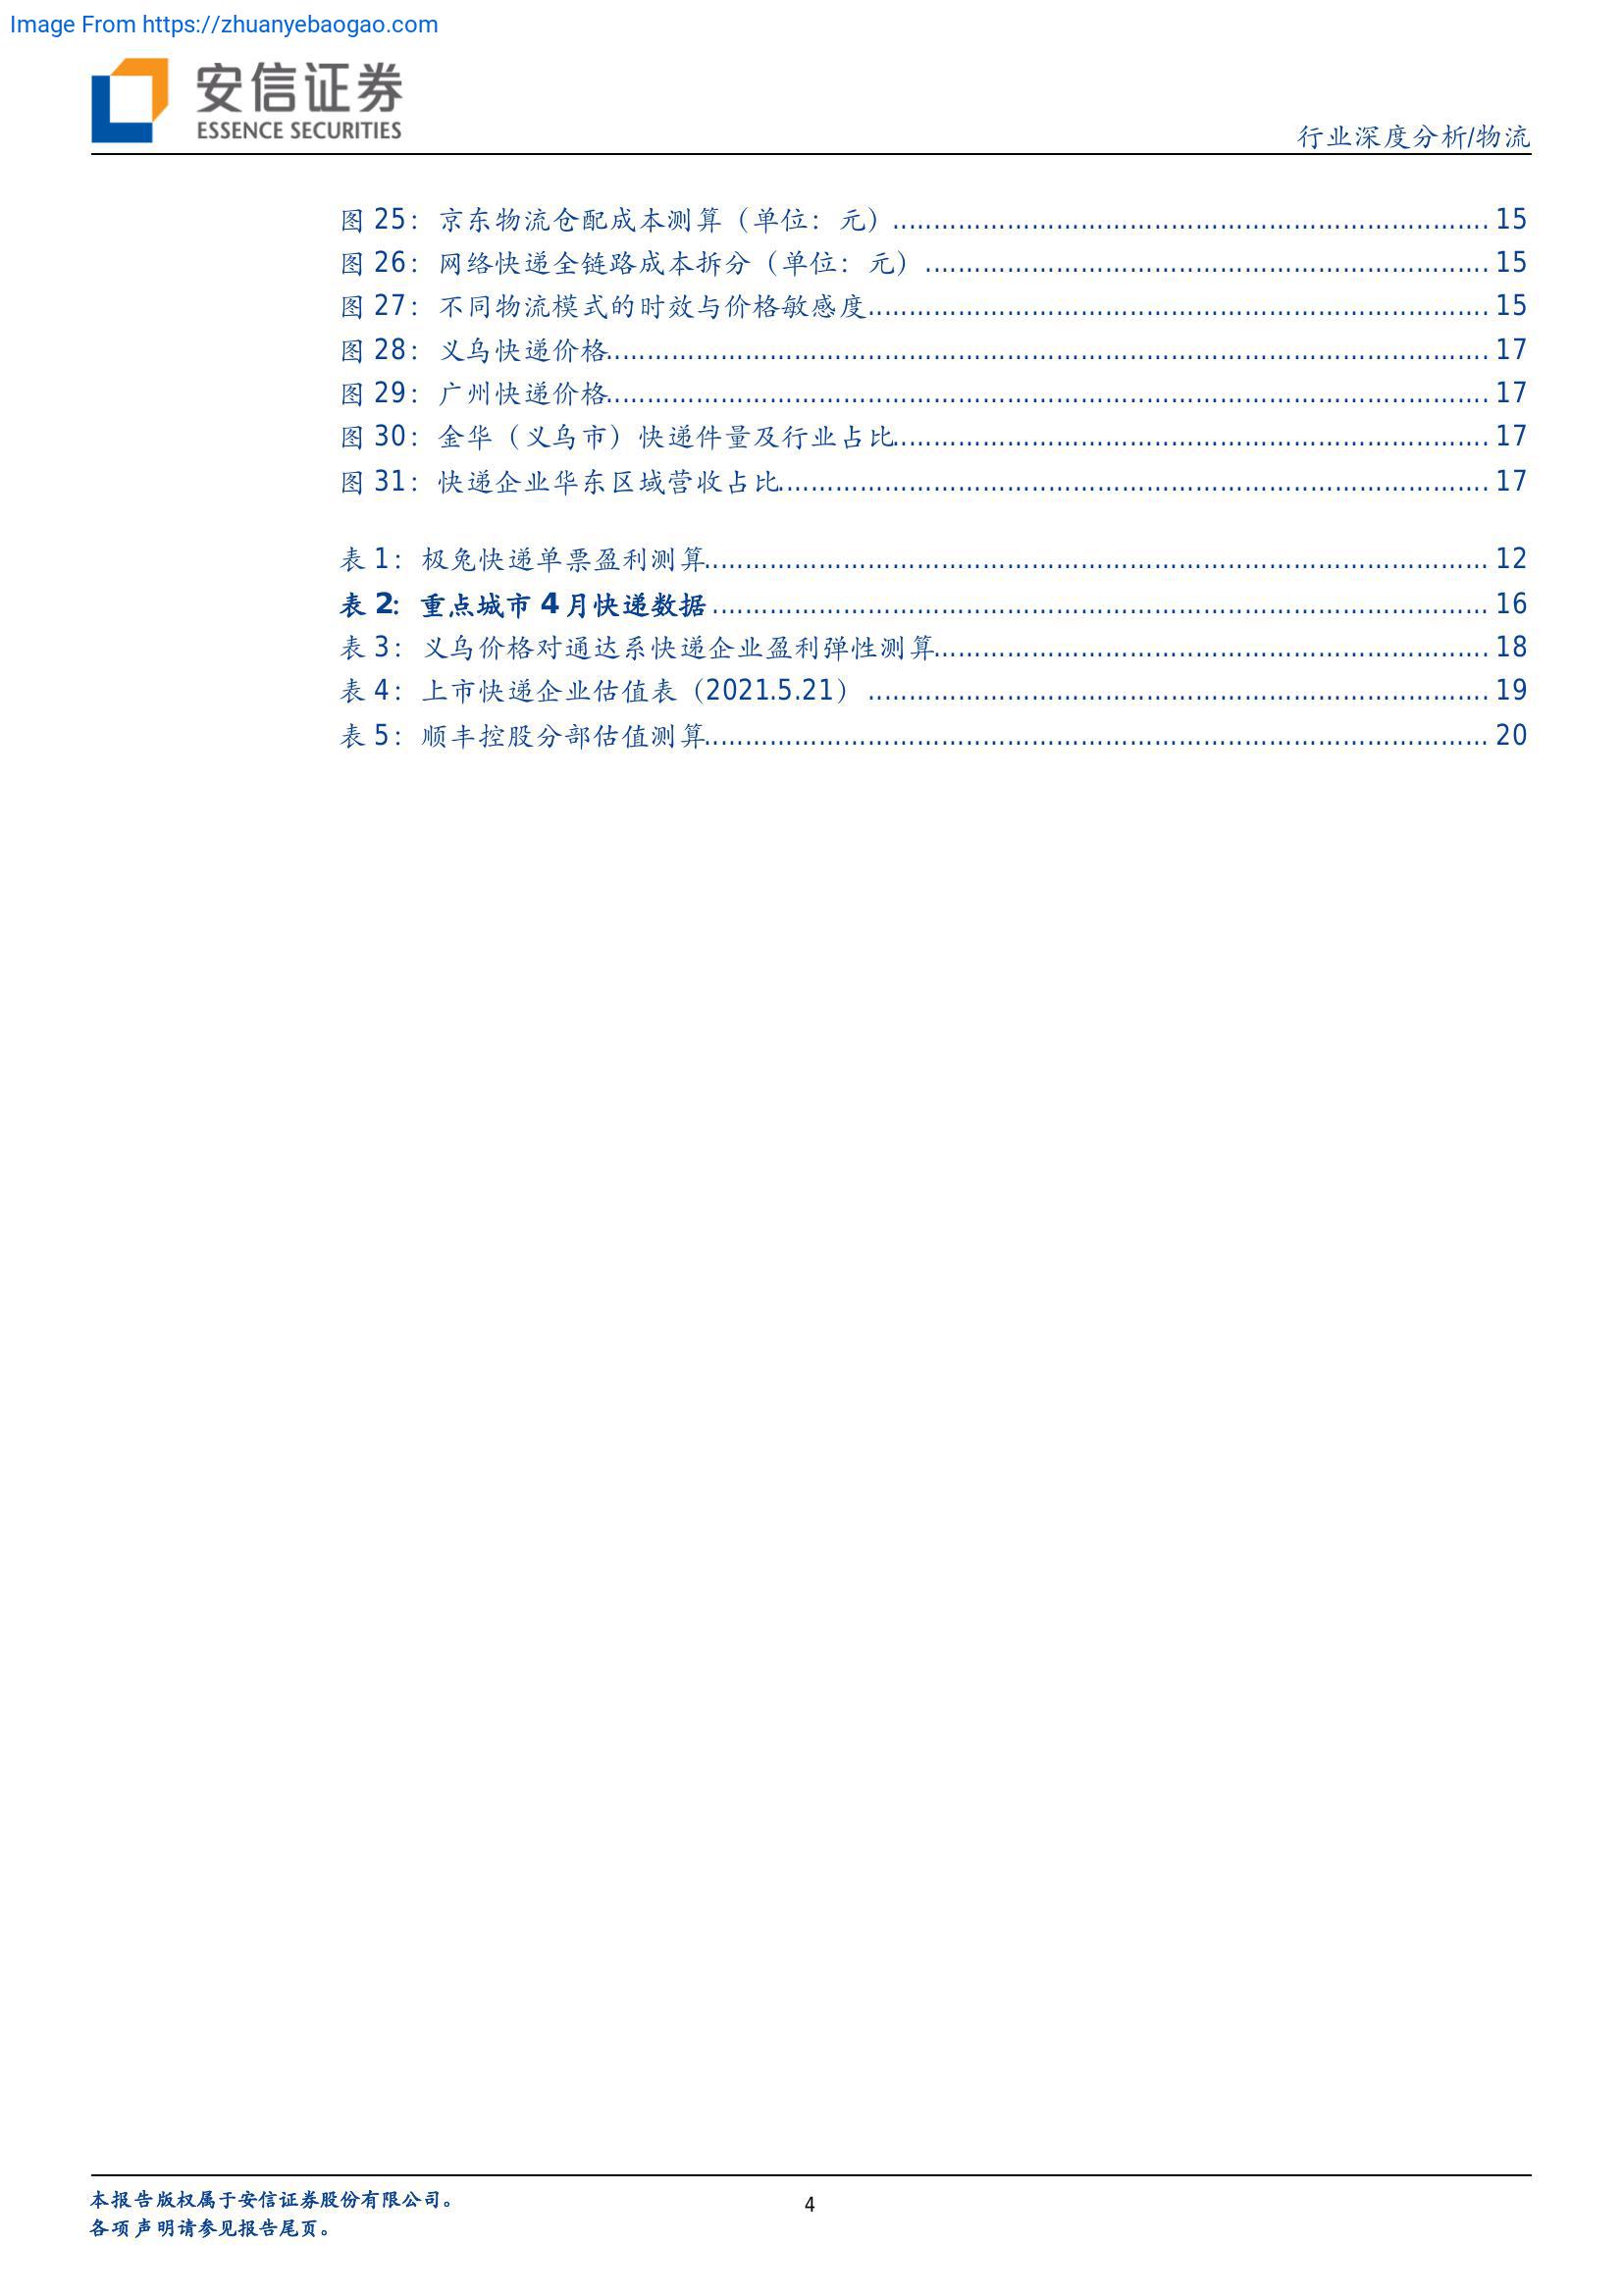 Image From https://zhuanyebaogao.com
安信证券
ESSENCE SECURITIES
行业深度分析/物流
图 25：京东物流仓配成本测算（单位：元）........................................ 15
图 26：网络快递全链路成本拆分（单位：元）........................................ 15
图 27：不同物流模式的时效与价格敏感度........................................ 15
图 28：义乌快递价格........................................ 17
图 29：广州快递价格........................................ 17
图 30：金华（义乌市）快递件量及行业占比........................................ 17
图 31：快递企业华东区域营收占比........................................ 17
表 1：极兔快递单票盈利测算........................................ 12
表 2：重点城市 4 月快递数据........................................ 16
表 3：义乌价格对通达系快递企业盈利弹性测算........................................ 18
表 4：上市快递企业估值表（2021.5.21）........................................ 19
表 5：顺丰控股分部估值测算........................................ 20
本报告版权属于安信证券股份有限公司。
4
各项声明请参见报告尾页。